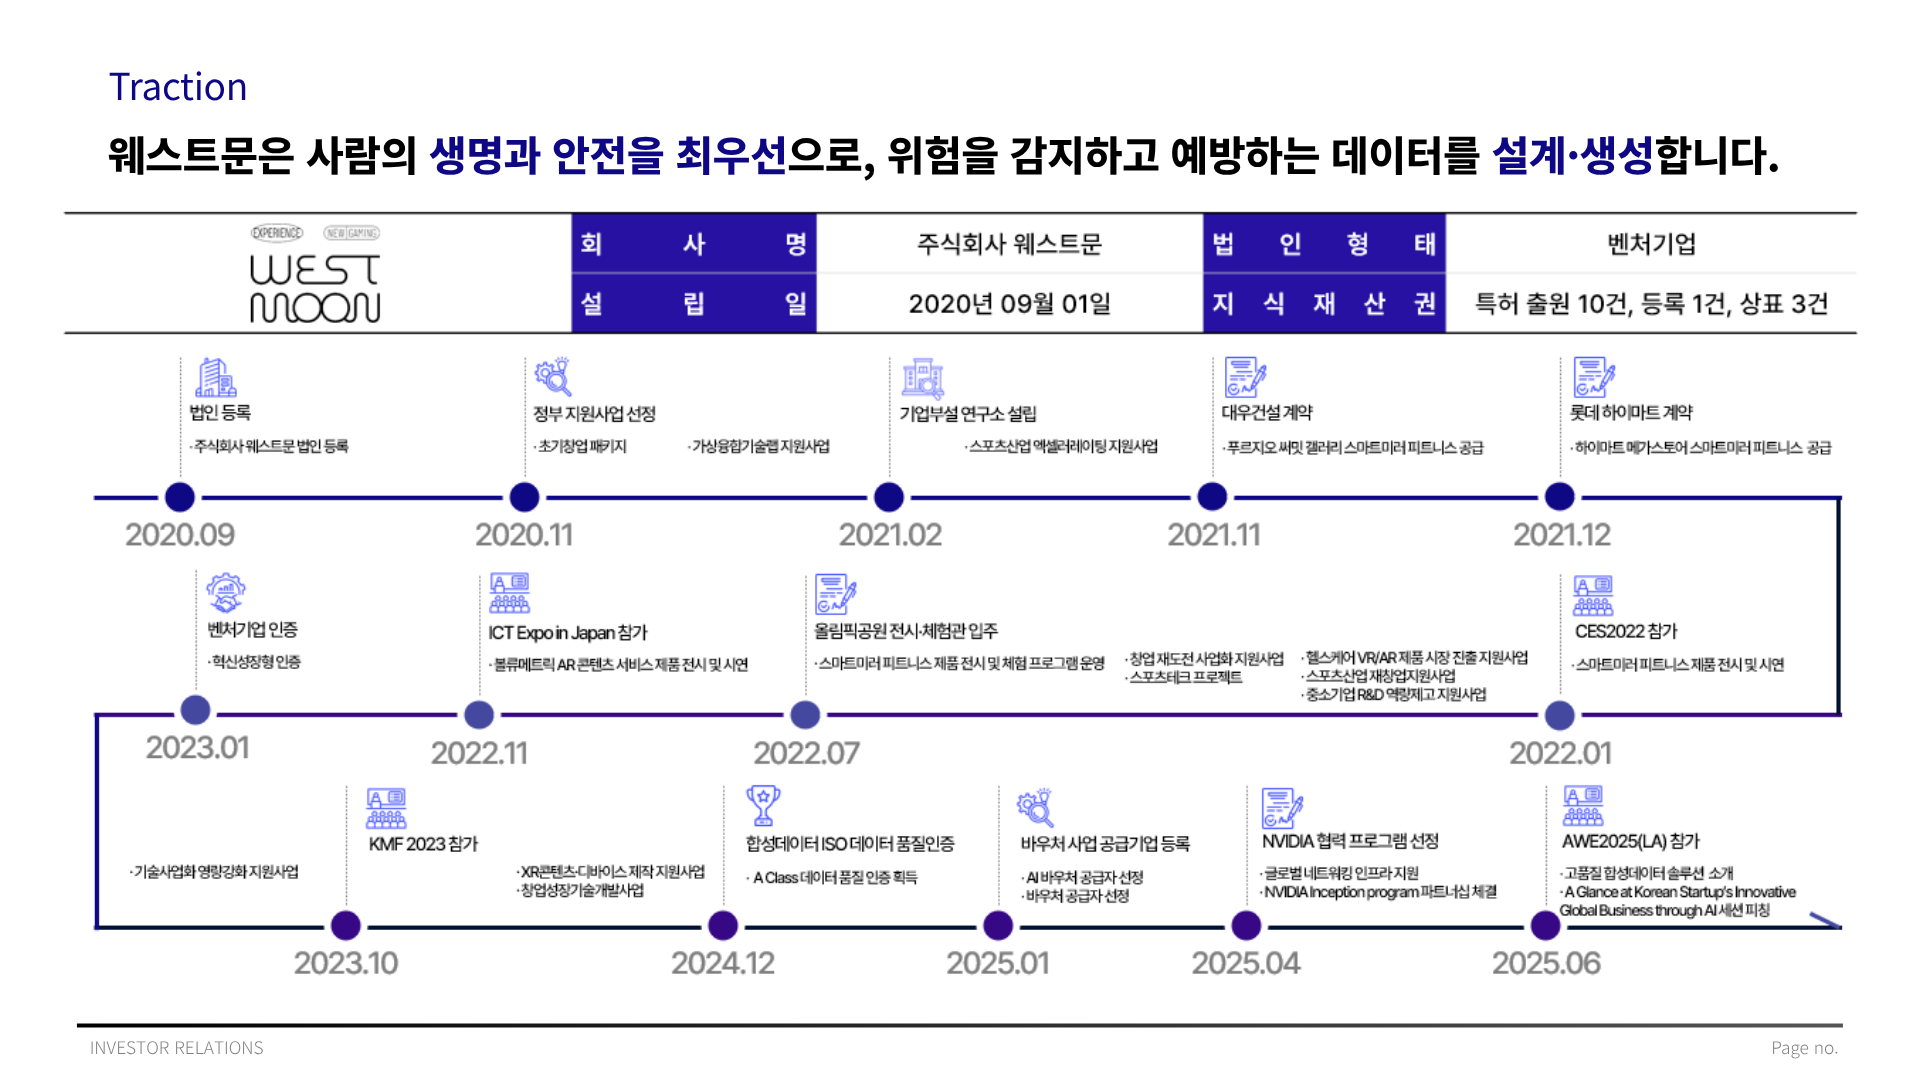 Traction
웨스트문은 사람의 생명과 안전을 최우선으로, 위험을 감지하고 예방하는 데이터를 설계·생성합니다.
EXPERIENCE NEW GAMING
WEST
MOON
회 사 명 주식회사 웨스트문 법 인 형 태 벤처기업
설 립 일 2020년 09월 01일 지 식 재 산 권 특허 출원 10건, 등록 1건, 상표 3건
법인 등록
· 주식회사 웨스트문 법인 등록
2020.09
정부 지원사업 선정
· 초기창업 패키지 · 가상융합기술랩 지원사업
2020.11
기업부설 연구소 설립
· 스포츠산업 엑셀러레이팅 지원사업
2021.02
대우건설 계약
· 푸르지오 써밋 갤러리 스마트미러 피트니스 공급
2021.11
롯데 하이마트 계약
· 하이마트 메가스토어 스마트미러 피트니스 공급
2021.12
벤처기업 인증
· 혁신성장형 인증
2023.01
ICT Expo in Japan 참가
· 볼류메트릭 AR 콘텐츠 서비스 제품 전시 및 시연
2022.11
올림픽공원 전시·체험관 입주
· 스마트미러 피트니스 제품 전시 및 체험 프로그램 운영
2022.07
· 창업 재도전 사업화 지원사업
· 스포츠테크 프로젝트
· 헬스케어 VR/AR 제품 시장 진출 지원사업
· 스포츠산업 재창업지원사업
· 중소기업 R&D 역량제고 지원사업
CES2022 참가
· 스마트미러 피트니스 제품 전시 및 시연
2022.01
· 기술사업화 영량강화 지원사업
KMF 2023 참가
2023.10
· XR콘텐츠·디바이스 제작 지원사업
· 창업성장기술개발사업
합성데이터 ISO 데이터 품질인증
· A Class 데이터 품질 인증 획득
2024.12
바우처 사업 공급기업 등록
· AI 바우처 공급자 선정
· 바우처 공급자 선정
2025.01
NVIDIA 협력 프로그램 선정
· 글로벌 네트워킹 인프라 지원
· NVIDIA Inception program 파트너십 체결
2025.04
AWE2025(LA) 참가
· 고품질 합성데이터 솔루션 소개
· A Glance at Korean Startup's Innovative
Global Business through AI 세션 피칭
2025.06
INVESTOR RELATIONS
Page no.